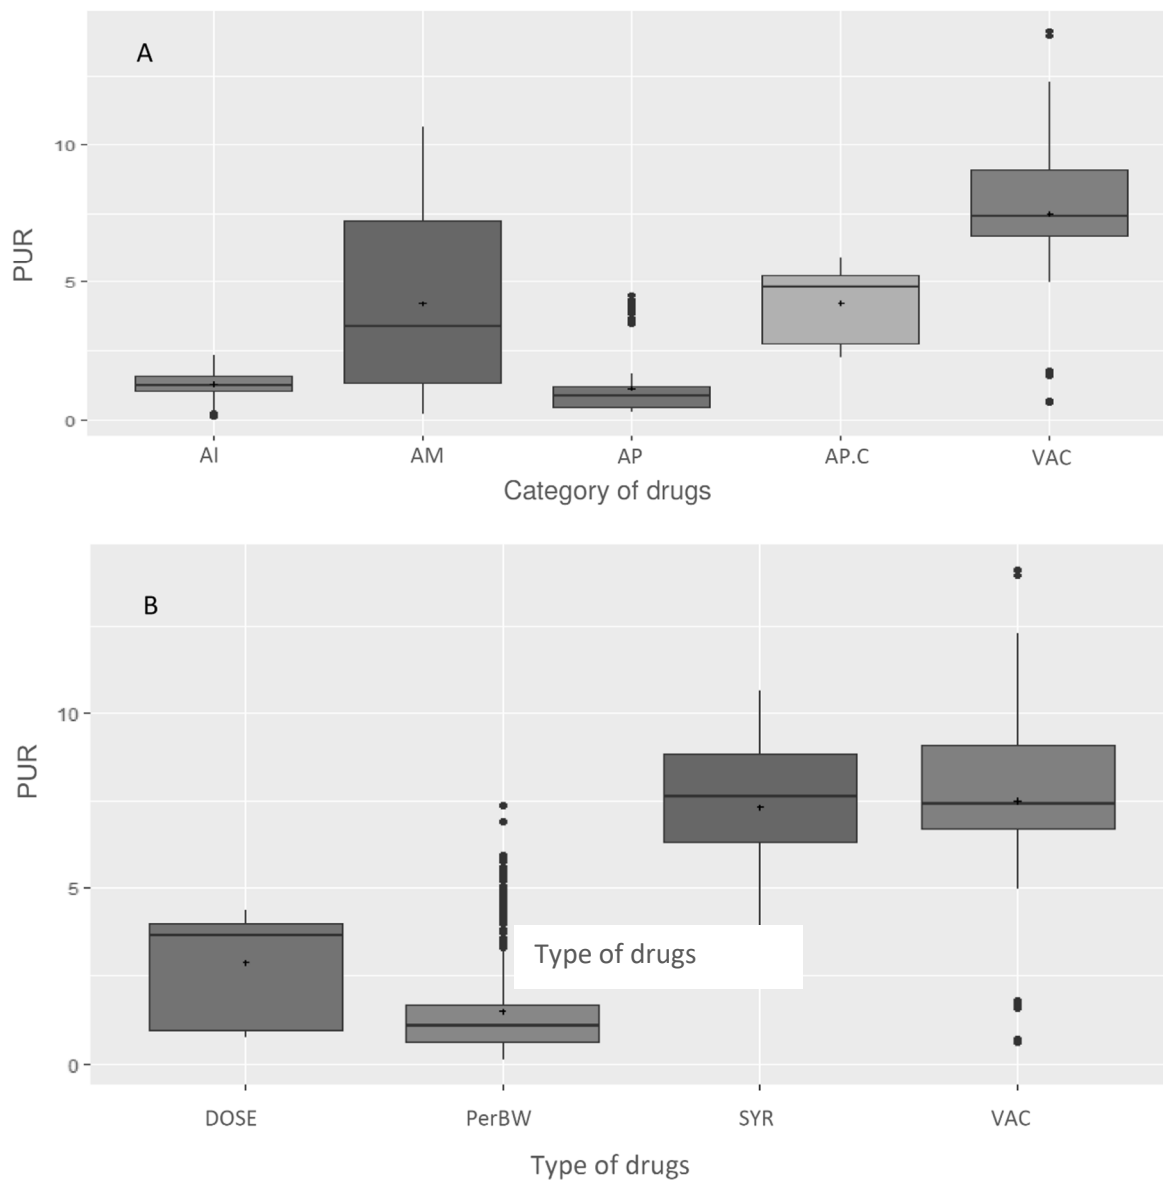 A
10
5
0
PUR
AI AM AP AP.C VAC
Category of drugs
B
10
5
0
PUR
Type of drugs
DOSE PerBW SYR VAC
Type of drugs